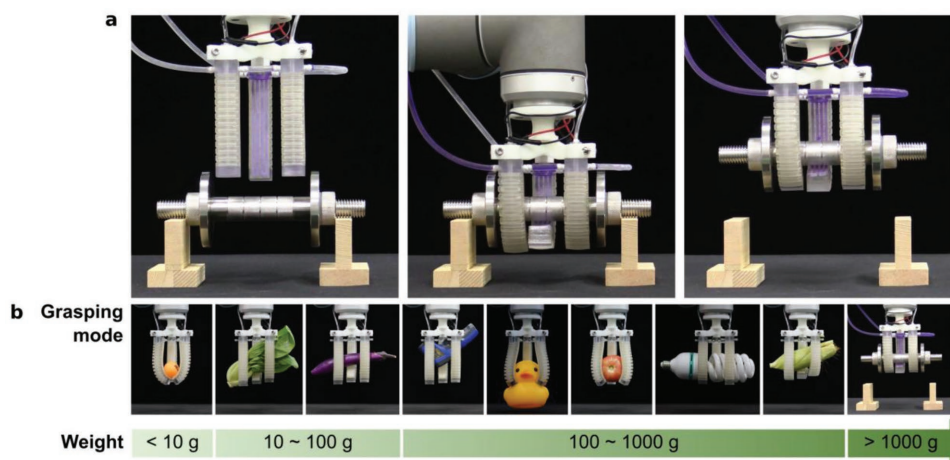 a
b
Grasping
mode
Weight
< 10 g
10 ~ 100 g
100 ~ 1000 g
> 1000 g